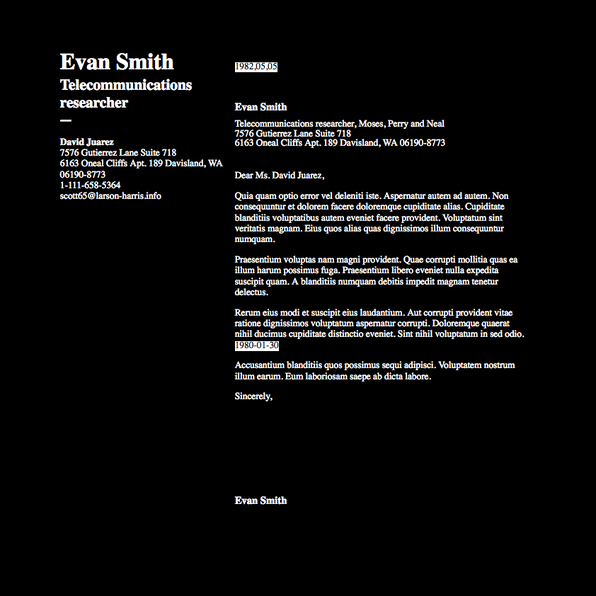 Evan Smith
Telecommunications
researcher
—
David Juarez
7576 Gutierrez Lane Suite 718
6163 Oneal Cliffs Apt. 189 Davisland, WA
06190-8773
1-111-658-5364
scott65@larson-harris.info
1982,05,05
Evan Smith
Telecommunications researcher, Moses, Perry and Neal
7576 Gutierrez Lane Suite 718
6163 Oneal Cliffs Apt. 189 Davisland, WA 06190-8773
Dear Ms. David Juarez,
Quia quam optio error vel deleniti iste. Aspernatur autem ad autem. Non
consequuntur et dolorem facere doloremque cupiditate alias. Cupiditate
blanditiis voluptatibus autem eveniet facere provident. Voluptatum sint
veritatis magnam. Eius quos alias quas dignissimos illum consequuntur
numquam.
Praesentium voluptas nam magni provident. Quae corrupti mollitia quas ea
illum harum possimus fuga. Praesentium libero eveniet nulla expedita
suscipit quam. A blanditiis numquam debitis impedit magnam tenetur
delectus.
Rerum eius modi et suscipit eius laudantium. Aut corrupti provident vitae
ratione dignissimos voluptatum aspernatur corrupti. Doloremque quaerat
nihil ducimus cupiditate distinctio eveniet. Sint nihil voluptatum in sed odio.
1980-01-30
Accusantium blanditiis quos possimus sequi adipisci. Voluptatem nostrum
illum earum. Eum laboriosam saepe ab dicta labore.
Sincerely,
Evan Smith